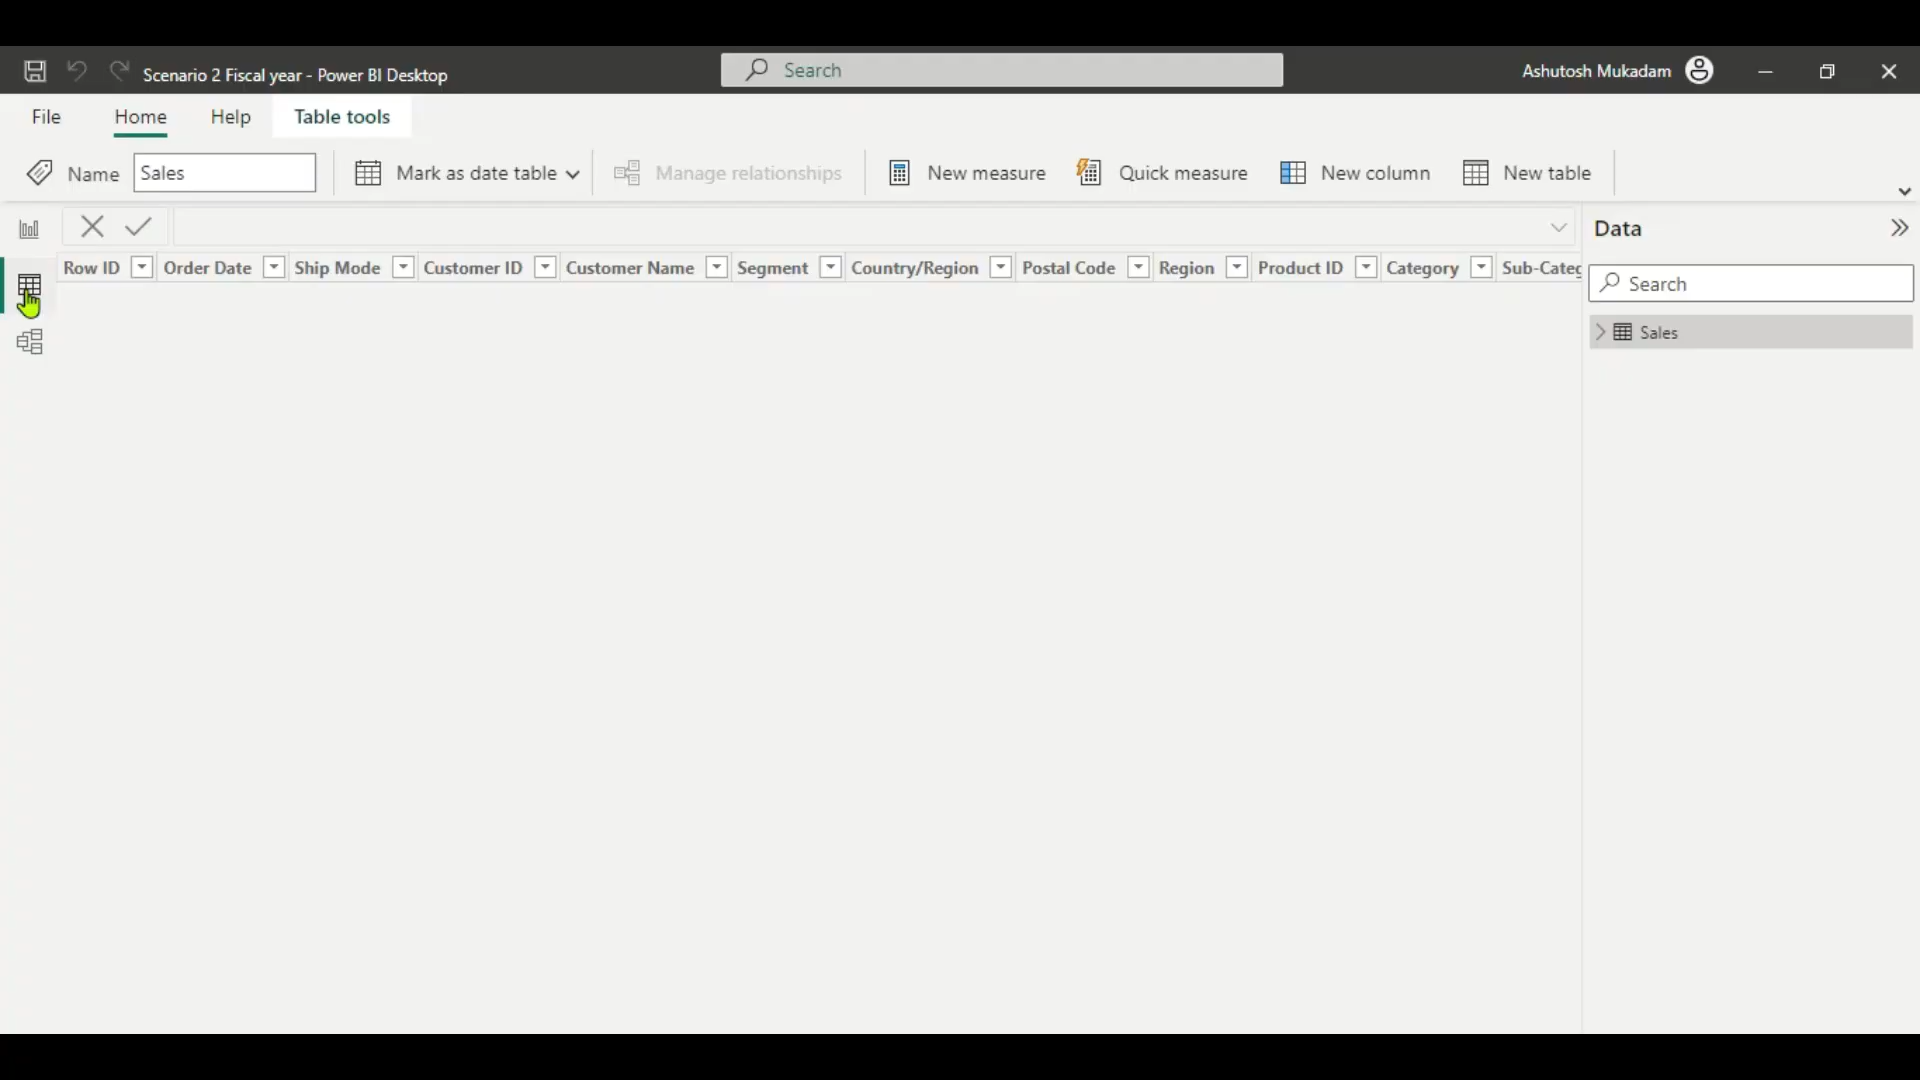 Scenario 2 Fiscal year - Power BI Desktop
Search
Ashutosh Mukadam
File
Home
Help
Table tools
Name
Sales
Mark as date table
Manage relationships
New measure
Quick measure
New column
New table
Data
Row ID
Order Date
Ship Mode
Customer ID
Customer Name
Segment
Country/Region
Postal Code
Region
Product ID
Category
Sub-Categ
Search
Sales